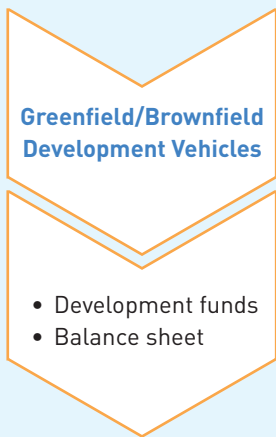 Greenfield/Brownfield
Development Vehicles
• Development funds
• Balance sheet